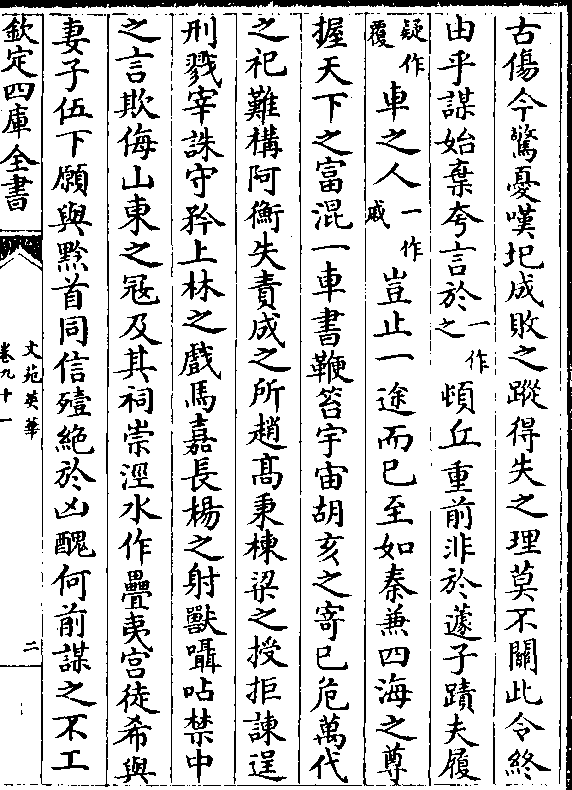 古傷今驚憂嘆圯成敗之蹤得失之理莫不關此令終
由乎謀始棄夸言於一作之頓丘重前非於蘧子蹟夫履
疑作覆車之人一作戚豈止一途而已至如秦兼四海之尊
握天下之富混一車書鞭笞宇宙胡亥之寄已危萬代
之祀難構阿衡失責成之所趙髙秉棟梁之授拒諫逞
刑戮宰誅守矜上林之戲馬嘉長楊之射獸囁呫禁中
之言欺侮山東之冦及其祠崇涇水作疊夷宫徒希與
妻子伍下願與黔首同信殪絶於凶醜何前謀之不工
欽定四庫全書
文苑英華
卷九十一
二